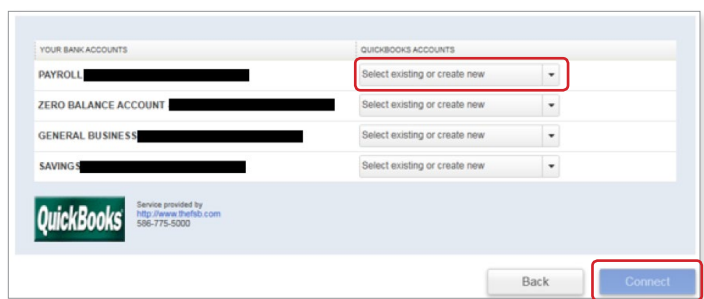 YOUR BANK ACCOUNTS QUICKBOOKS ACCOUNTS
PAYROLL Select existing or create new
ZERO BALANCE ACCOUNT Select existing or create new
GENERAL BUSINESS Select existing or create new
SAVINGS Select existing or create new
QuickBooks
Service provided by
http://www.thefsb.com
586-775-5000
Back Connect